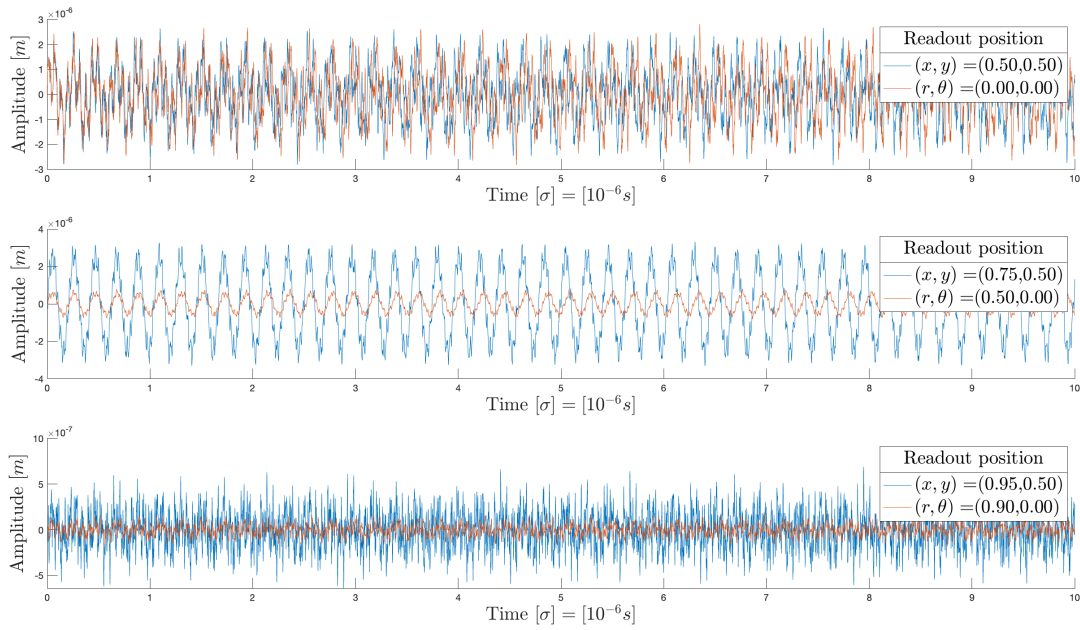 ×10⁻⁶
3
2
1
0
-1
-2
-3
Amplitude [m]
0 1 2 3 4 5 6 7 8 9 10
Time [σ] = [10⁻⁶s]
Readout position
(x, y) =(0.50,0.50)
(r, θ) =(0.00,0.00)
×10⁻⁶
4
2
0
-2
-4
Amplitude [m]
0 1 2 3 4 5 6 7 8 9 10
Time [σ] = [10⁻⁶s]
Readout position
(x, y) =(0.75,0.50)
(r, θ) =(0.50,0.00)
×10⁻⁷
10
5
0
-5
Amplitude [m]
0 1 2 3 4 5 6 7 8 9 10
Time [σ] = [10⁻⁶s]
Readout position
(x, y) =(0.95,0.50)
(r, θ) =(0.90,0.00)